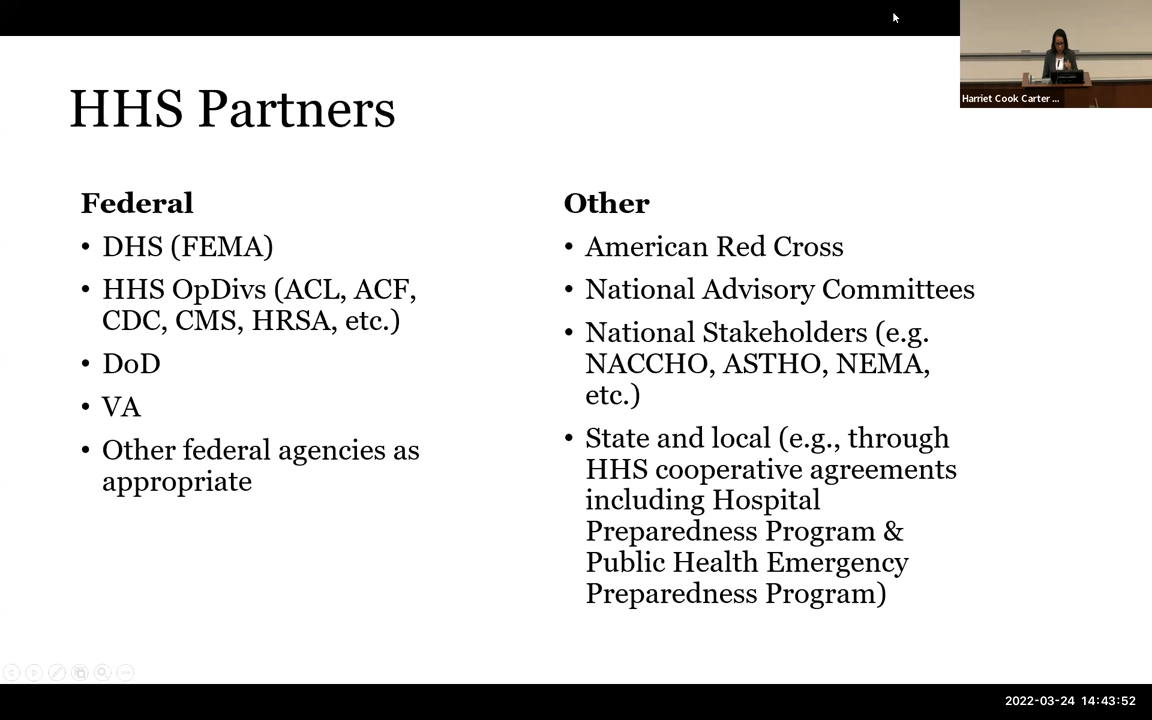 HHS Partners
Federal
• DHS (FEMA)
• HHS OpDivs (ACL, ACF,
CDC, CMS, HRSA, etc.)
• DoD
• VA
• Other federal agencies as
appropriate
Other
• American Red Cross
• National Advisory Committees
• National Stakeholders (e.g.
NACCHO, ASTHO, NEMA,
etc.)
• State and local (e.g., through
HHS cooperative agreements
including Hospital
Preparedness Program &
Public Health Emergency
Preparedness Program)
Harriet Cook Carter ...
2022-03-24 14:43:52